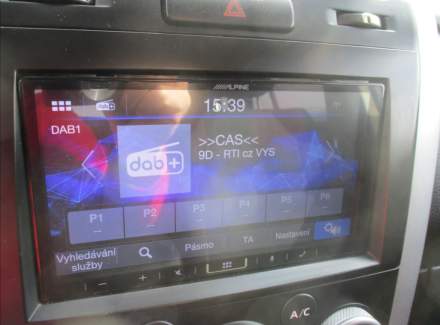 ALPINE
15:39
dab+
DAB1
>>CAS<<
9D - RTI cz VYS
dab+
P1 P2 P3 P4 P5 P6
Vyhledávání služby
Pásmo
TA
Nastavení
A/C